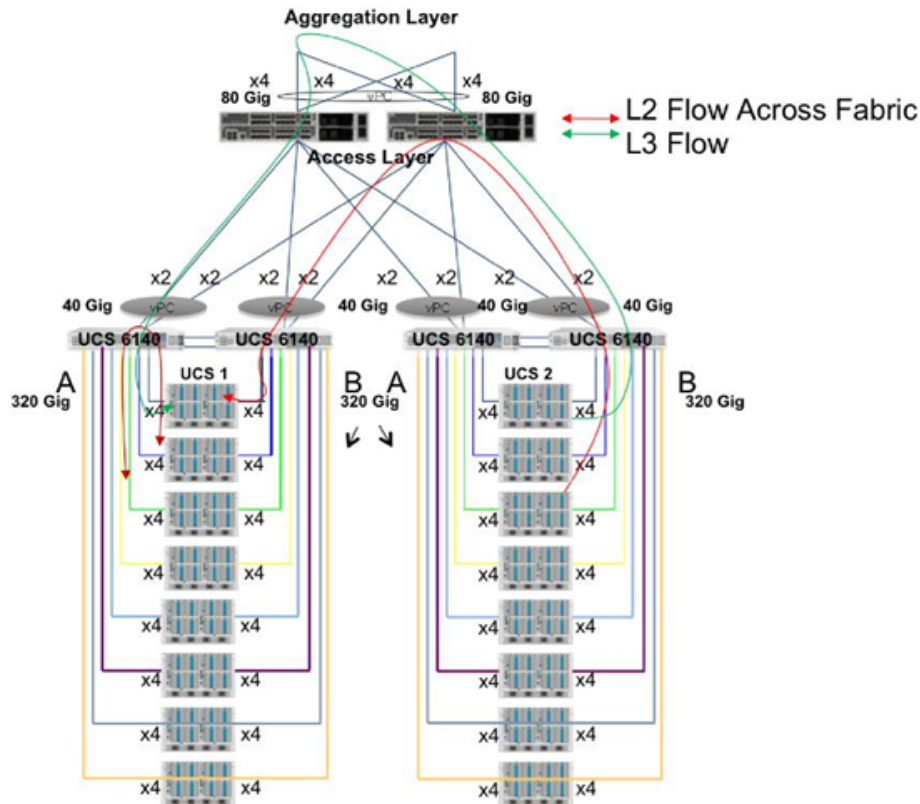 Aggregation Layer
x4 x4 x4 x4
vPC
80 Gig 80 Gig
L2 Flow Across Fabric
L3 Flow
Access Layer
x2 x2 x2 x2 x2 x2 x2 x2
40 Gig vPC vPC 40 Gig vPC 40 Gig vPC 40 Gig
UCS 6140 UCS 6140 UCS 6140 UCS 6140
A UCS 1 B A UCS 2 B
320 Gig 320 Gig 320 Gig
x4 x4 x4 x4
x4 x4 x4 x4
x4 x4 x4 x4
x4 x4 x4 x4
x4 x4 x4 x4
x4 x4 x4 x4
x4 x4 x4 x4
x4 x4 x4 x4